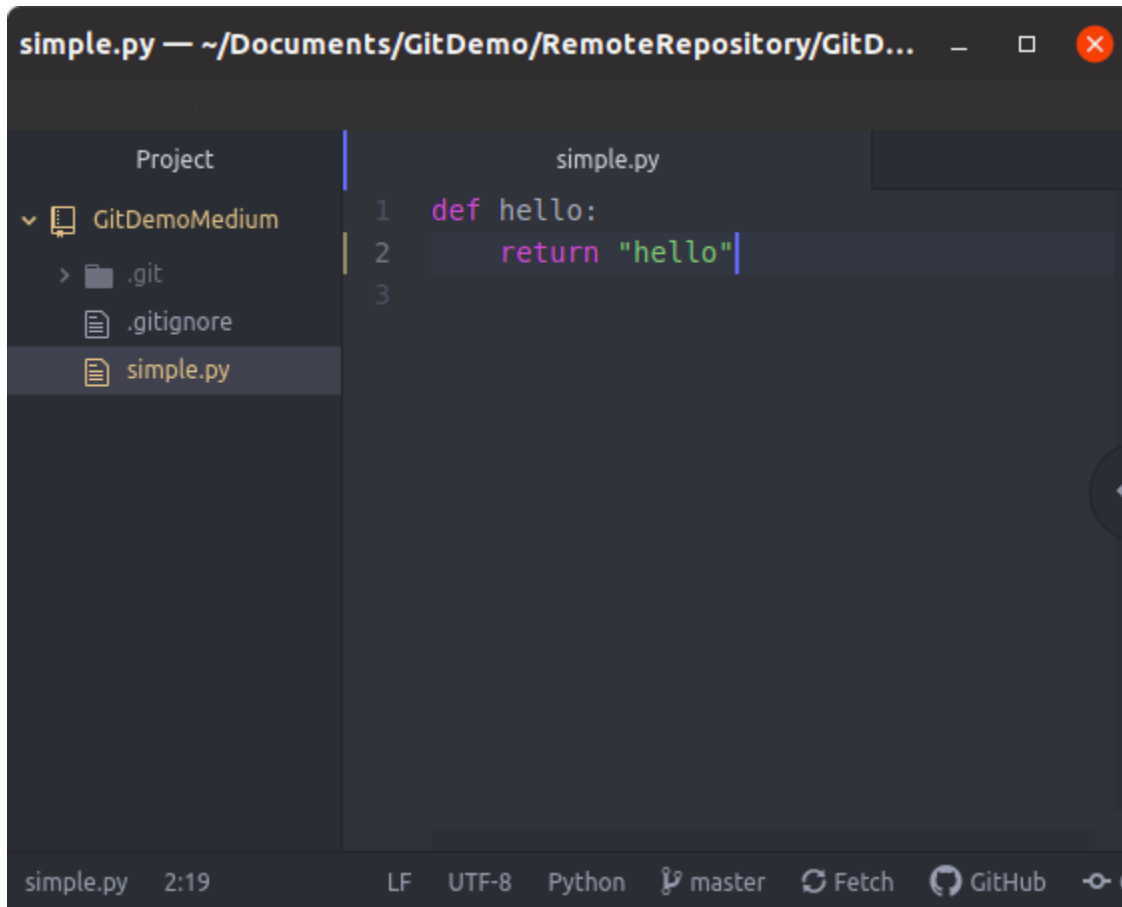 simple.py — ~/Documents/GitDemo/RemoteRepository/GitD...
Project
GitDemoMedium
.git
.gitignore
simple.py
simple.py
1 def hello:
2     return "hello"
3
simple.py 2:19 LF UTF-8 Python master Fetch GitHub